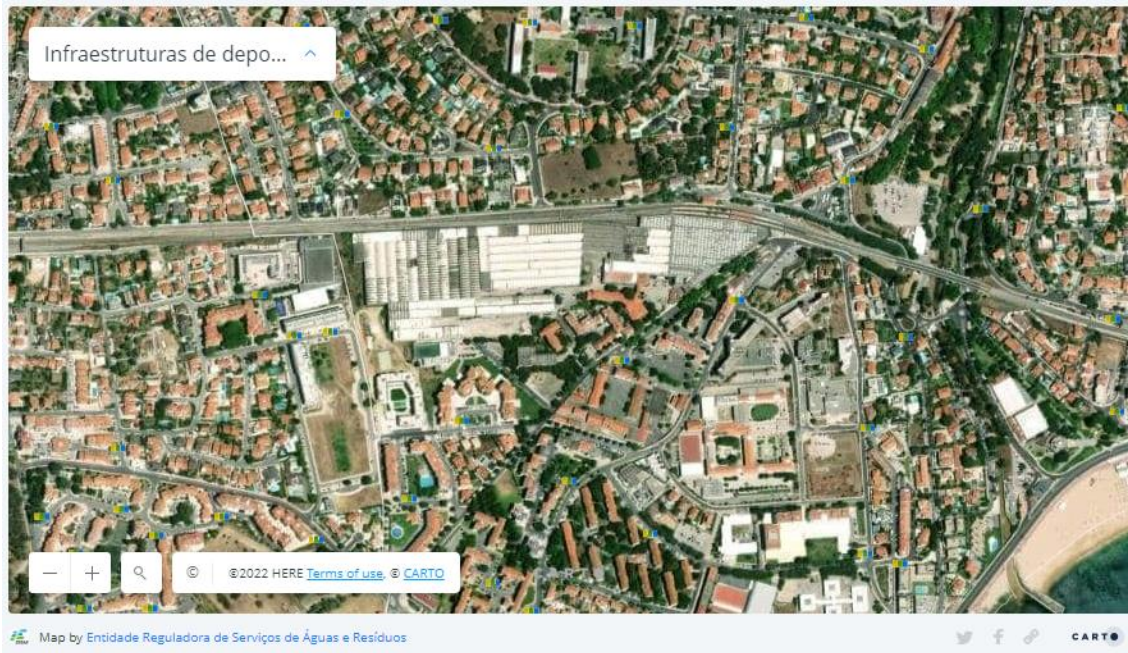 Infraestruturas de depo...
©
©2022 HERE Terms of use, © CARTO
Map by Entidade Reguladora de Serviços de Águas e Resíduos
CARTO